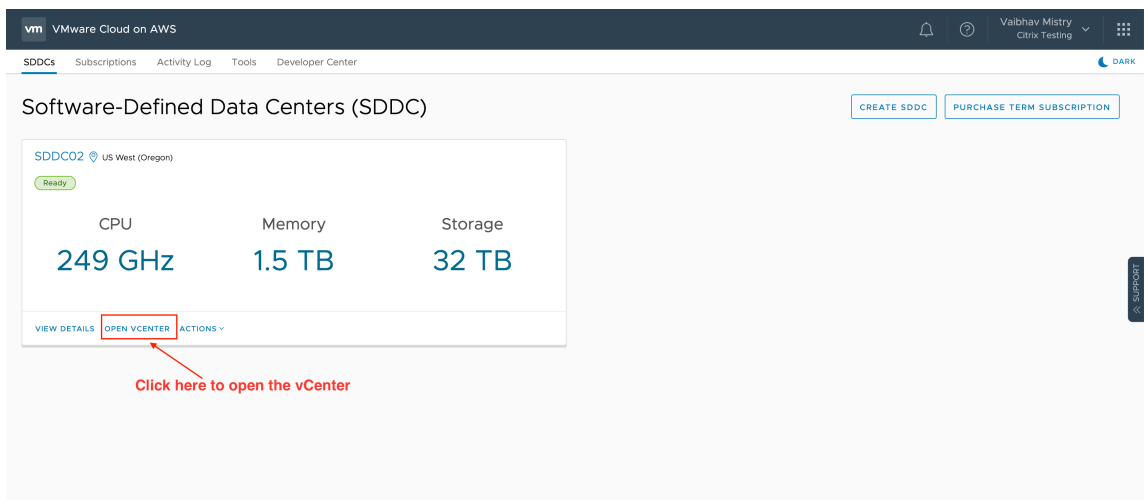 vm VMware Cloud on AWS
Vaibhav Mistry
Citrix Testing
SDDCs Subscriptions Activity Log Tools Developer Center DARK
Software-Defined Data Centers (SDDC)
CREATE SDDC PURCHASE TERM SUBSCRIPTION
SDDC02 US West (Oregon)
Ready
CPU Memory Storage
249 GHz 1.5 TB 32 TB
VIEW DETAILS OPEN VCENTER ACTIONS
Click here to open the vCenter
SUPPORT